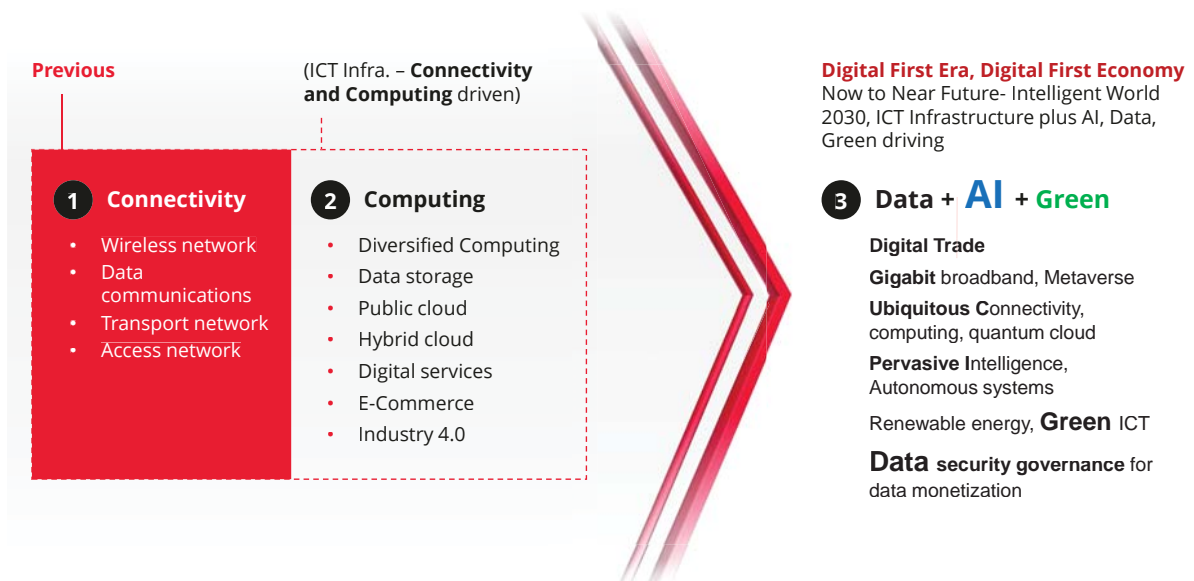 Previous
(ICT Infra. – Connectivity
and Computing driven)
1 Connectivity
• Wireless network
• Data
communications
• Transport network
• Access network
2 Computing
• Diversified Computing
• Data storage
• Public cloud
• Hybrid cloud
• Digital services
• E-Commerce
• Industry 4.0
Digital First Era, Digital First Economy
Now to Near Future- Intelligent World
2030, ICT Infrastructure plus AI, Data,
Green driving
3 Data + AI + Green
Digital Trade
Gigabit broadband, Metaverse
Ubiquitous Connectivity,
computing, quantum cloud
Pervasive Intelligence,
Autonomous systems
Renewable energy, Green ICT
Data security governance for
data monetization